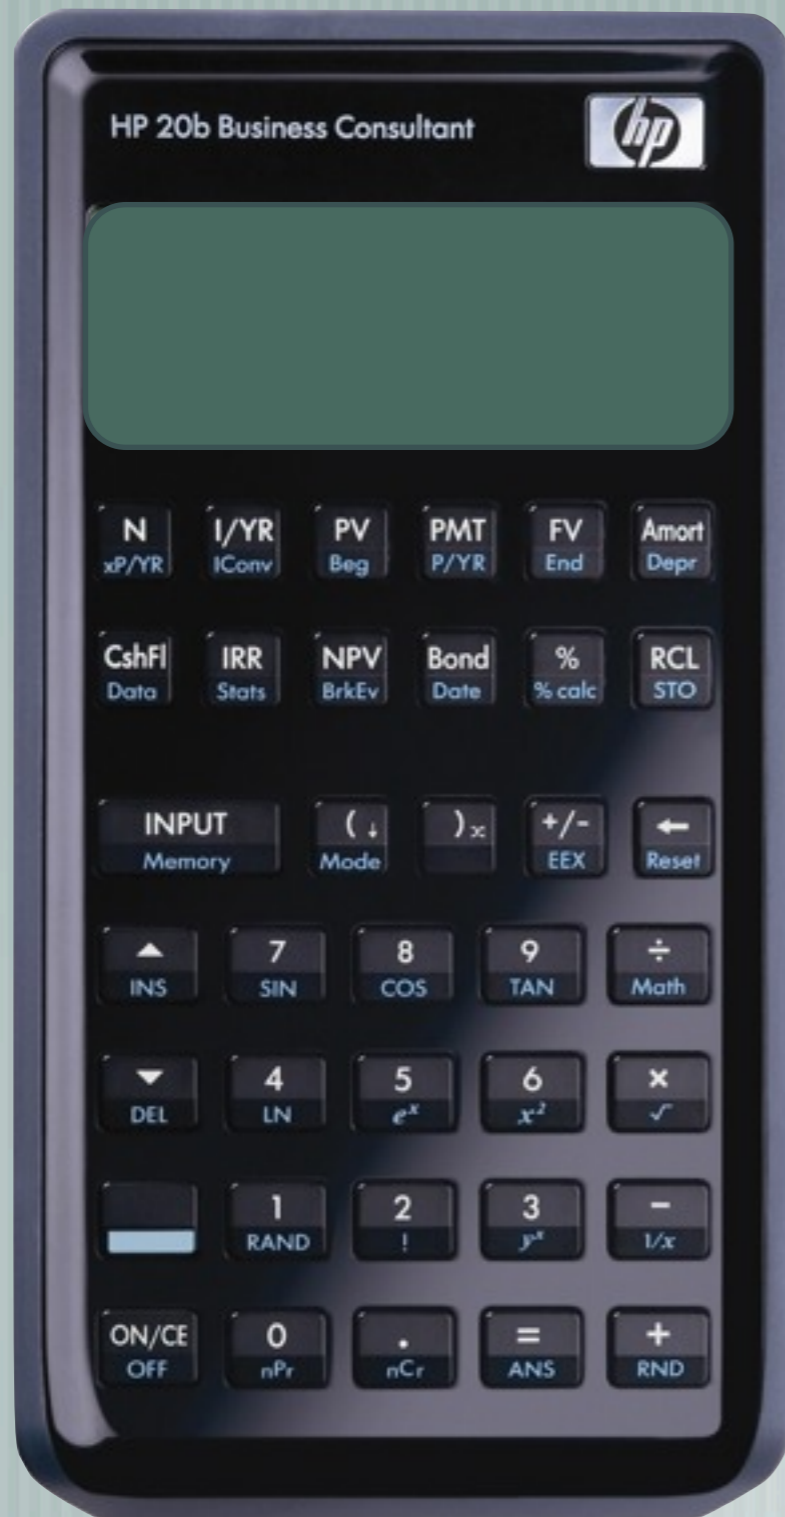 HP 20b Business Consultant hp
N I/YR PV PMT FV Amort
xP/YR IConv Beg P/YR End Depr
CshFl IRR NPV Bond % RCL
Data Stats BrkEv Date % calc STO
INPUT ( ↓ ) x +/- ←
Memory Mode EEX Reset
▲ 7 8 9 ÷
INS SIN COS TAN Math
▼ 4 5 6 ×
DEL LN eˣ x² √
1 2 3 −
RAND ! yˣ 1/x
ON/CE 0 . = +
OFF nPr nCr ANS RND